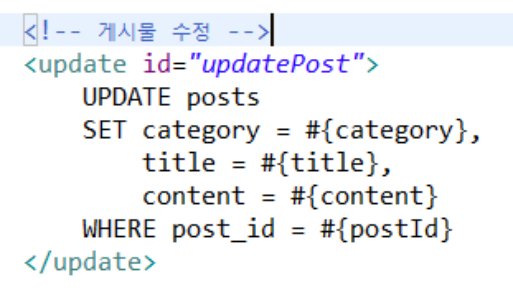 <!-- 게시물 수정 -->
<update id="updatePost">
    UPDATE posts
    SET category = #{category},
        title = #{title},
        content = #{content}
    WHERE post_id = #{postId}
</update>